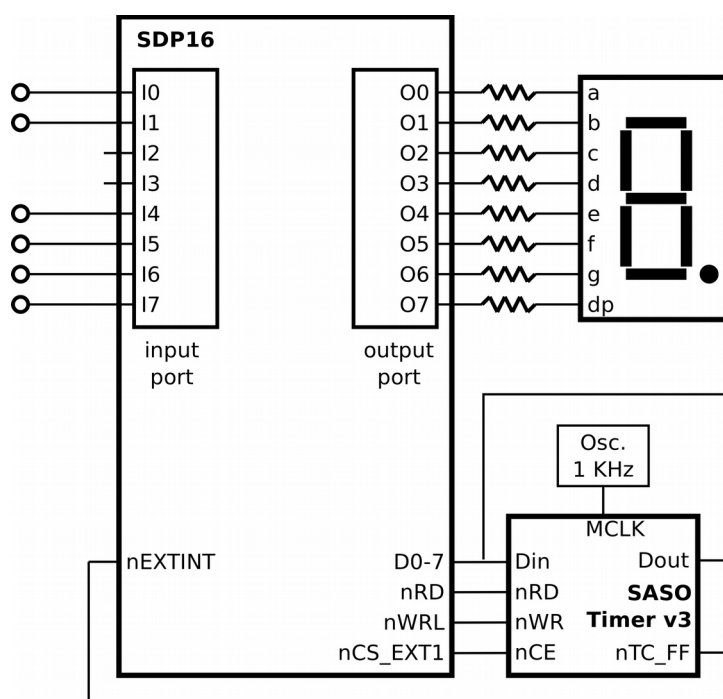 SDP16
I0 O0 a
I1 O1 b
I2 O2 c
I3 O3 d
I4 O4 e
I5 O5 f
I6 O6 g
I7 O7 dp
input
port
output
port
Osc.
1 KHz
MCLK
nEXTINT D0-7 Din Dout
nRD nRD SASO
nWRL nWR Timer v3
nCS_EXT1 nCE nTC_FF